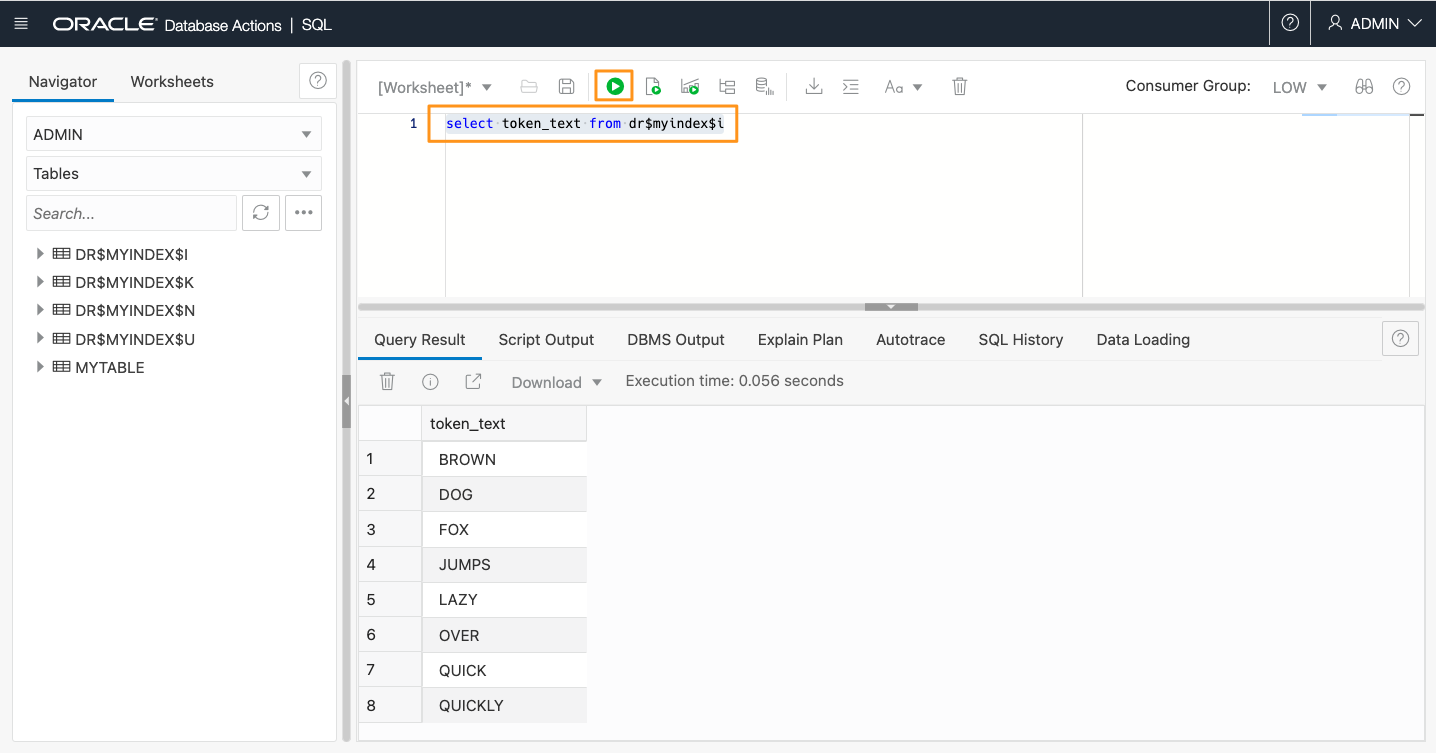 ORACLE Database Actions | SQL
ADMIN
Navigator Worksheets
ADMIN
Tables
Search...
DR$MYINDEX$I
DR$MYINDEX$K
DR$MYINDEX$N
DR$MYINDEX$U
MYTABLE
[Worksheet]* Aa Consumer Group: LOW
1 select token_text from dr$myindex$i
Query Result Script Output DBMS Output Explain Plan Autotrace SQL History Data Loading
Download Execution time: 0.056 seconds
token_text
1 BROWN
2 DOG
3 FOX
4 JUMPS
5 LAZY
6 OVER
7 QUICK
8 QUICKLY